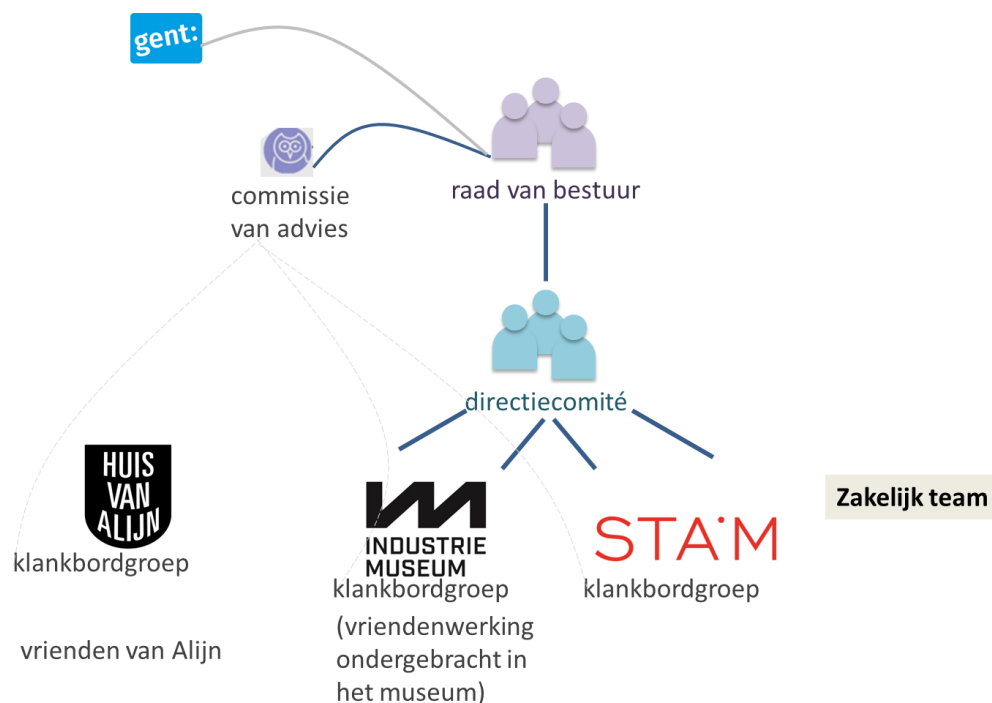 gent:
commissie
van advies
raad van bestuur
directiecomité
HUIS
VAN
ALIJN
klankbordgroep
vrienden van Alijn
INDUSTRIE
MUSEUM
klankbordgroep
(vriendenwerking
ondergebracht in
het museum)
STAM
klankbordgroep
Zakelijk team